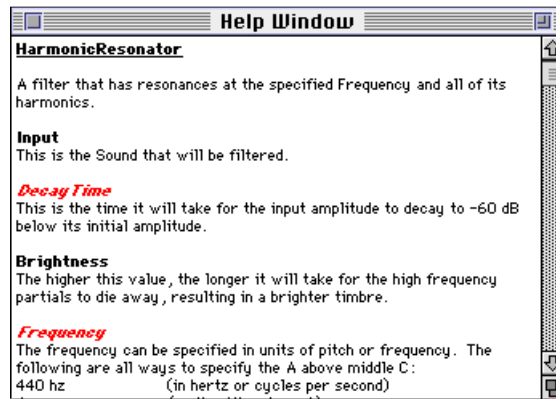 Help Window
HarmonicResonator
A filter that has resonances at the specified Frequency and all of its
harmonics.
Input
This is the Sound that will be filtered.
Decay Time
This is the time it will take for the input amplitude to decay to -60 dB
below its initial amplitude.
Brightness
The higher this value, the longer it will take for the high frequency
partials to die away, resulting in a brighter timbre.
Frequency
The frequency can be specified in units of pitch or frequency. The
following are all ways to specify the A above middle C:
440 hz (in hertz or cycles per second)